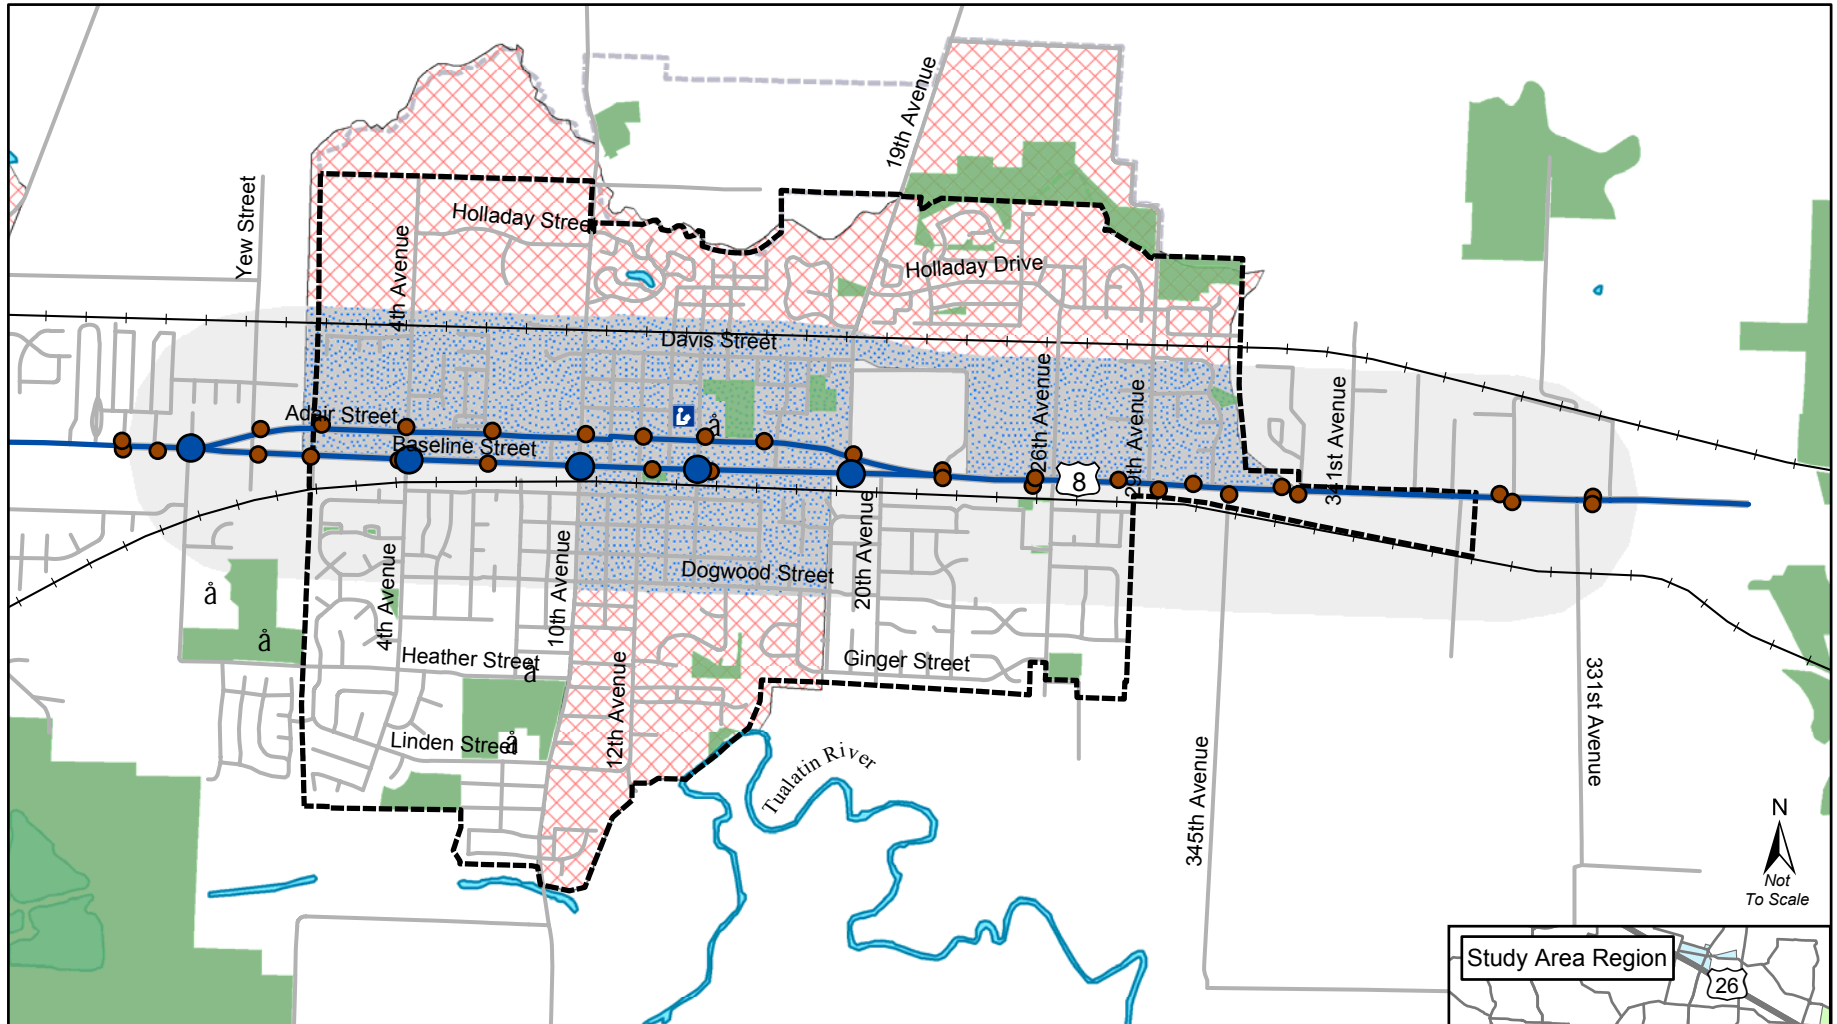 19th Avenue
Yew Street
Holladay Street
4th Avenue
Holladay Drive
Davis Street
26th Avenue
29th Avenue
341st Avenue
Adair Street
å
Baseline Street
8
20th Avenue
10th Avenue
4th Avenue
Dogwood Street
å
å
Heather Street
å
Ginger Street
12th Avenue
331st Avenue
Linden Street
å
Tualatin River
345th Avenue
N
Not
To Scale
Study Area Region
26